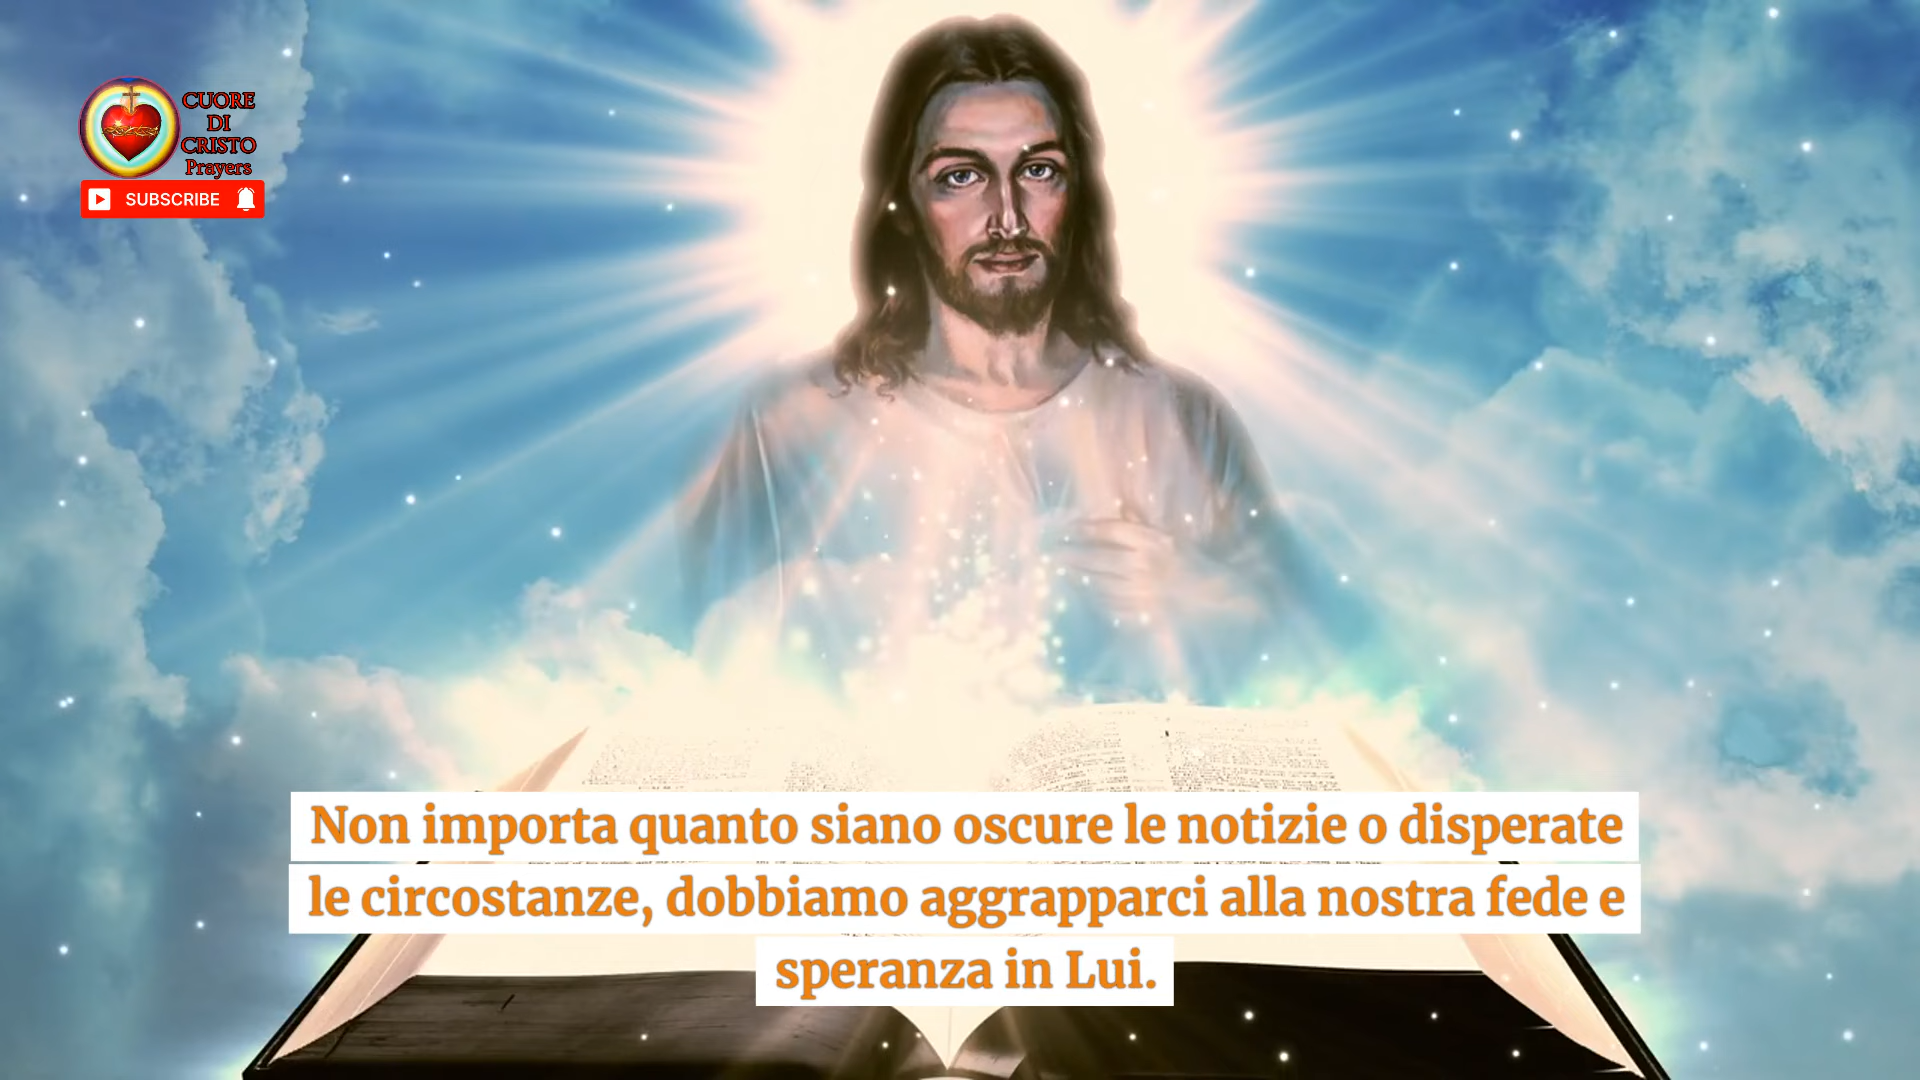 CUORE
DI
CRISTO
Prayers
SUBSCRIBE
Non importa quanto siano oscure le notizie o disperate
le circostanze, dobbiamo aggrapparci alla nostra fede e
speranza in Lui.